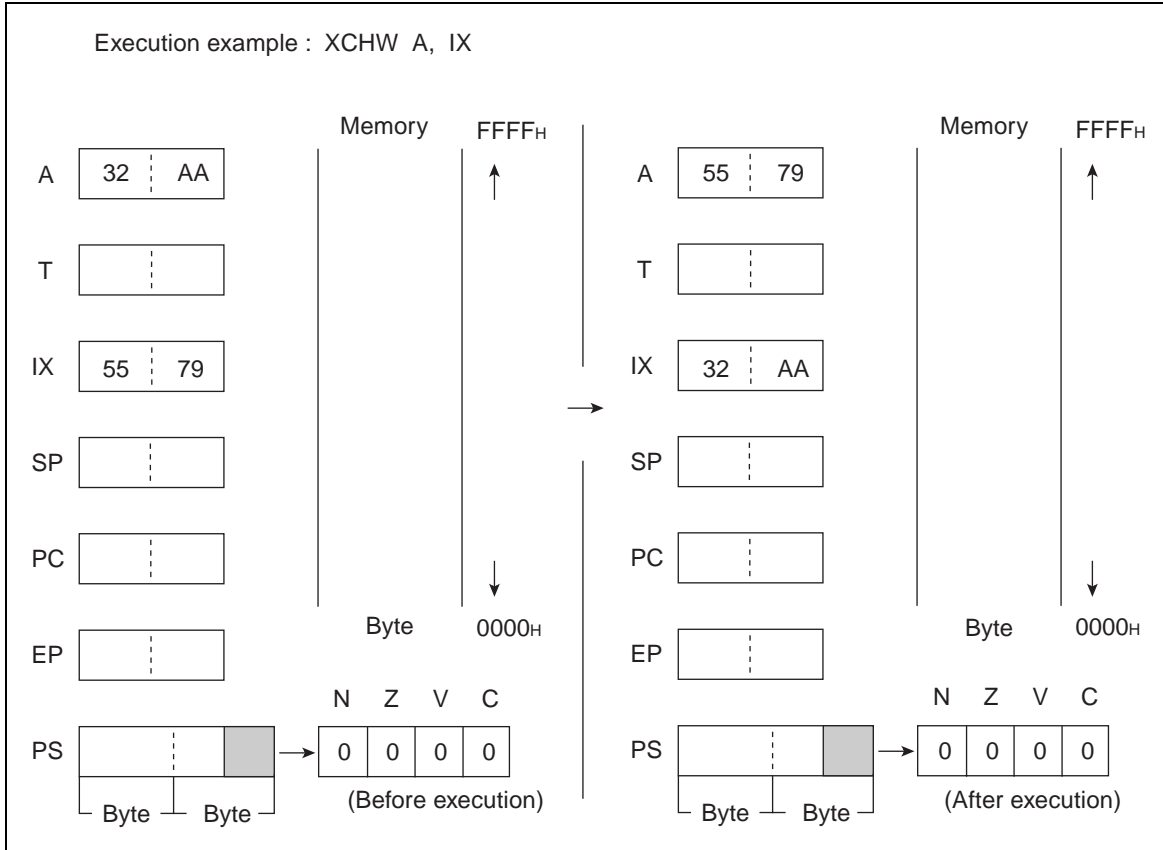 Execution example : XCHW A, IX
Memory FFFFH
A 32 AA
T
IX 55 79
SP
PC
EP
Byte 0000H
N Z V C
PS 0 0 0 0
Byte Byte
(Before execution)
Memory FFFFH
A 55 79
T
IX 32 AA
SP
PC
EP
Byte 0000H
N Z V C
PS 0 0 0 0
Byte Byte
(After execution)